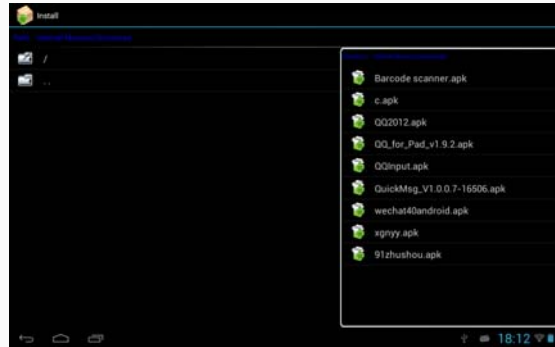 Install
/
..
Barcode scanner.apk
c.apk
QQ2012.apk
QQ_for_Pad_v1.9.2.apk
QQInput.apk
QuickMsg_V1.0.0.7-16506.apk
wechat40android.apk
xgnyy.apk
91zhushou.apk
18:12